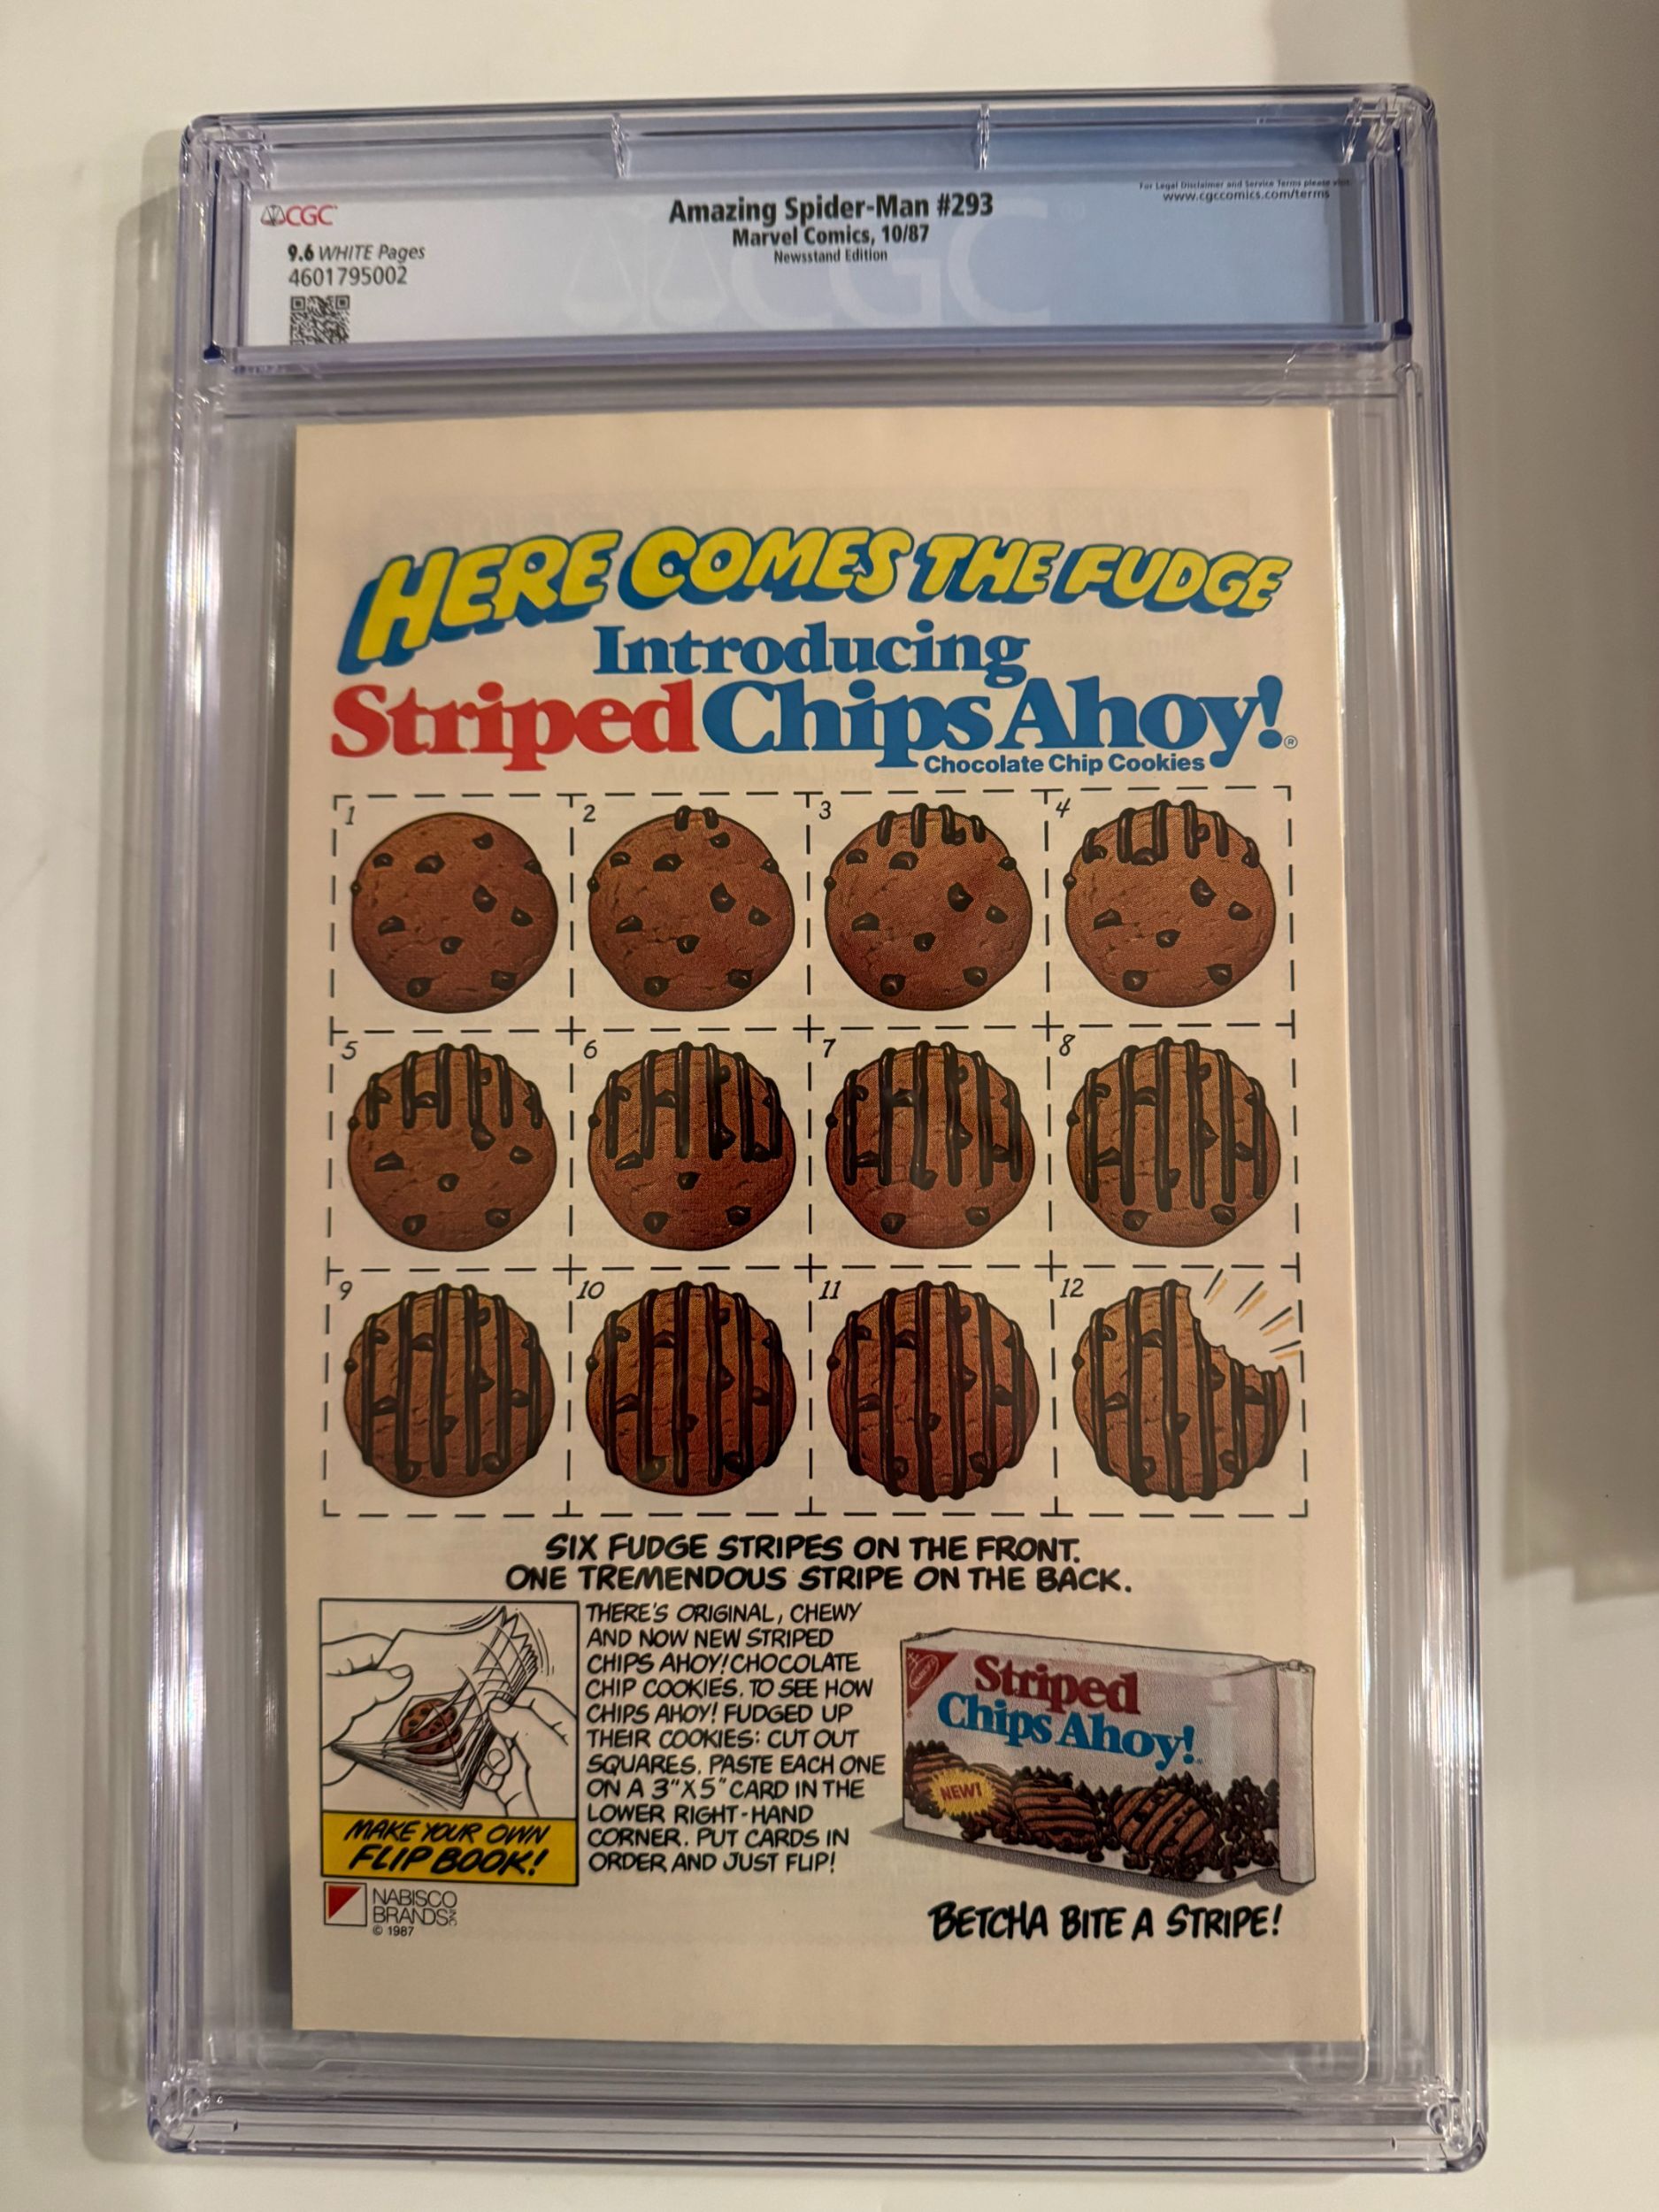 CGC
9.6 WHITE Pages
4601795002
Amazing Spider-Man #293
Marvel Comics, 10/87
Newsstand Edition
For Legal Disclaimer and Service Terms please visit:
www.cgccomics.com/terms
CGC
HERE COMES THE FUDGE
Introducing
Striped Chips Ahoy!®
Chocolate Chip Cookies
1 2 3 4
5 6 7 8
9 10 11 12
SIX FUDGE STRIPES ON THE FRONT.
ONE TREMENDOUS STRIPE ON THE BACK.
MAKE YOUR OWN
FLIP BOOK!
THERE'S ORIGINAL, CHEWY
AND NOW NEW STRIPED
CHIPS AHOY! CHOCOLATE
CHIP COOKIES. TO SEE HOW
CHIPS AHOY! FUDGED UP
THEIR COOKIES: CUT OUT
SQUARES. PASTE EACH ONE
ON A 3"X5" CARD IN THE
LOWER RIGHT-HAND
CORNER. PUT CARDS IN
ORDER AND JUST FLIP!
Striped
Chips Ahoy!
NEW!
NABISCO
BRANDS INC
© 1987
BETCHA BITE A STRIPE!